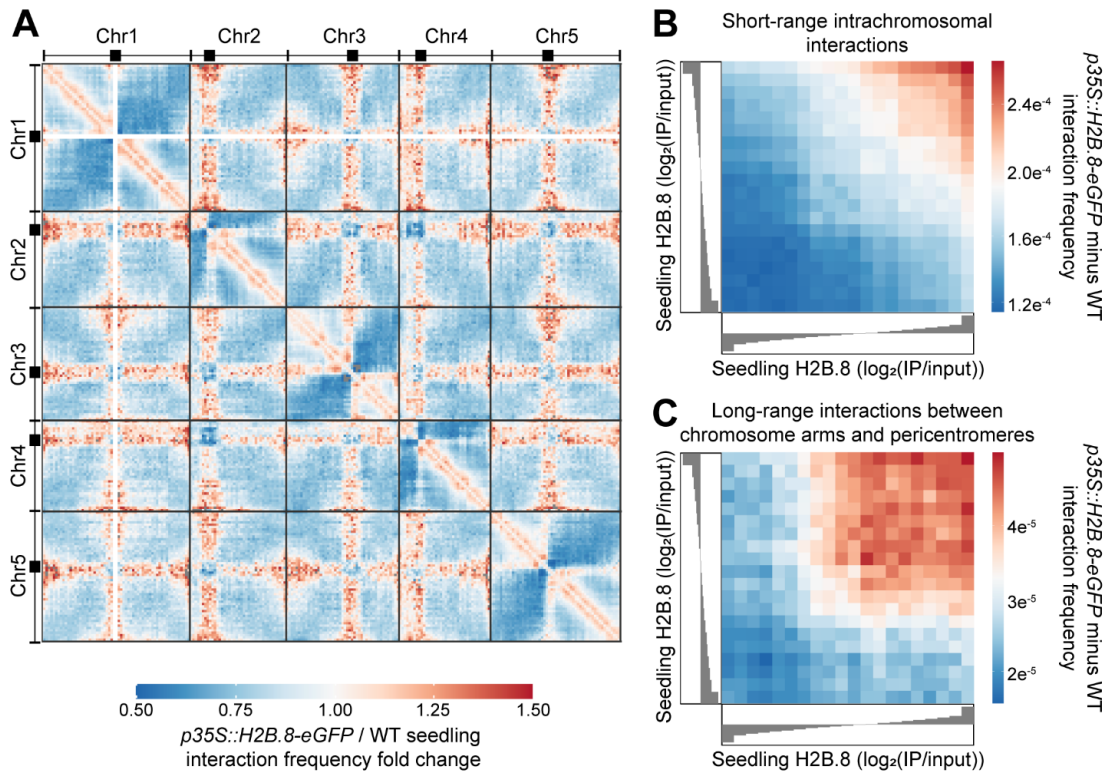 A
Chr1 Chr2 Chr3 Chr4 Chr5
Chr1
Chr2
Chr3
Chr4
Chr5
0.50 0.75 1.00 1.25 1.50
p35S::H2B.8-eGFP / WT seedling
interaction frequency fold change
B
Short-range intrachromosomal
interactions
Seedling H2B.8 (log₂(IP/input))
Seedling H2B.8 (log₂(IP/input))
2.4e⁻⁴
2.0e⁻⁴
1.6e⁻⁴
1.2e⁻⁴
p35S::H2B.8-eGFP minus WT
interaction frequency
C
Long-range interactions between
chromosome arms and pericentromeres
Seedling H2B.8 (log₂(IP/input))
Seedling H2B.8 (log₂(IP/input))
4e⁻⁵
3e⁻⁵
2e⁻⁵
p35S::H2B.8-eGFP minus WT
interaction frequency